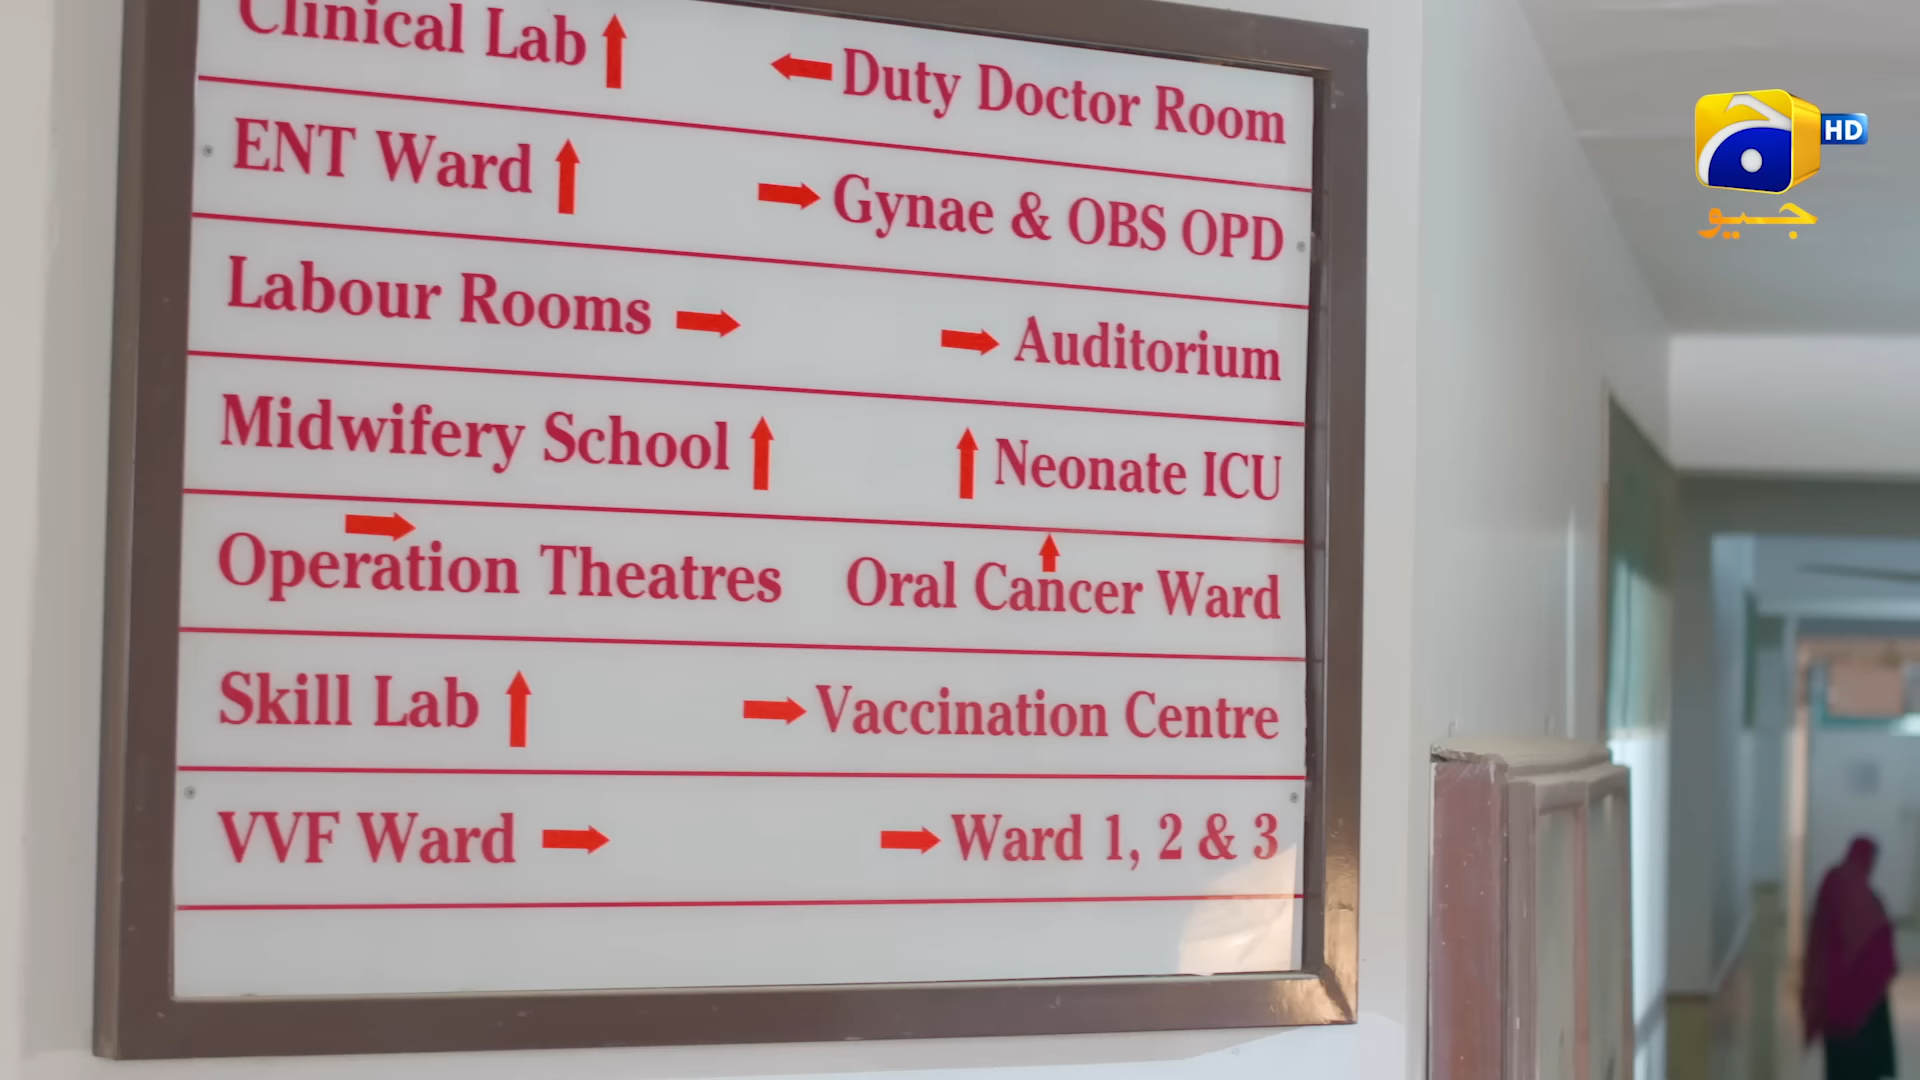 Clinical Lab
Duty Doctor Room
ENT Ward
Gynae & OBS OPD
Labour Rooms
Auditorium
Midwifery School
Neonate ICU
Operation Theatres
Oral Cancer Ward
Skill Lab
Vaccination Centre
VVF Ward
Ward 1, 2 & 3
HD
جیو